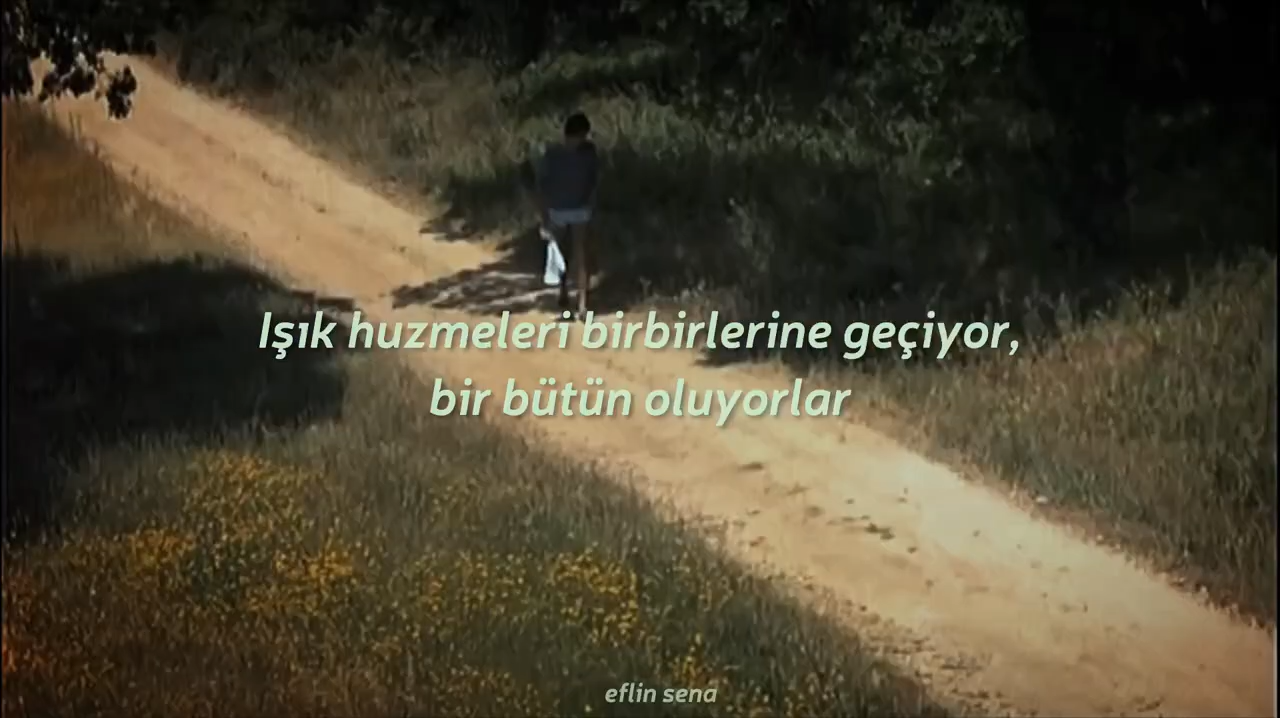 Işık huzmeleri birbirlerine geçiyor,
bir bütün oluyorlar
eflin sena